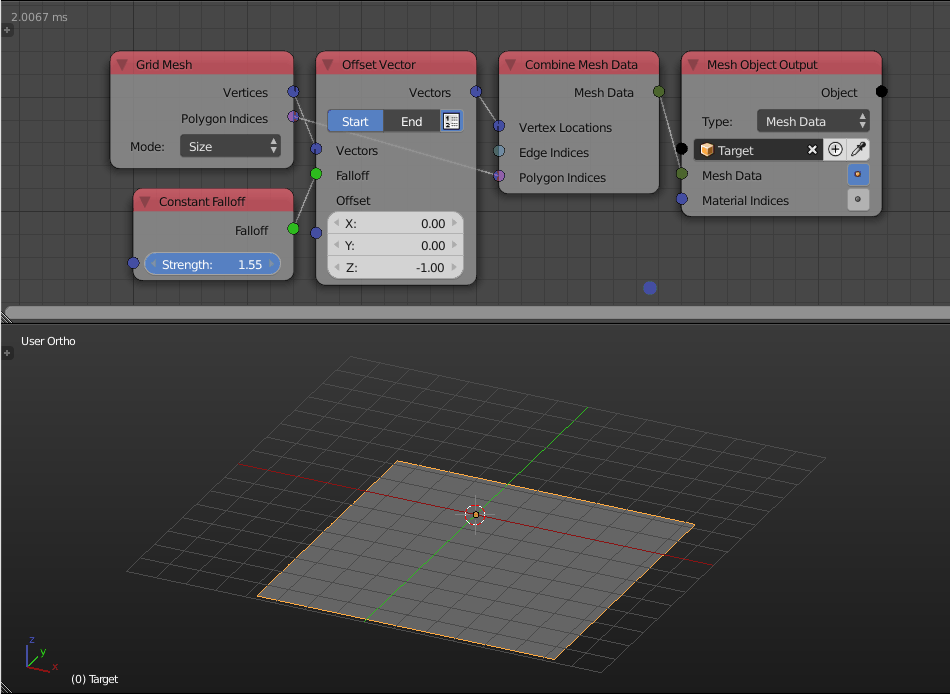 2.0067 ms
Grid Mesh
Vertices
Polygon Indices
Mode: Size
Constant Falloff
Falloff
Strength: 1.55
Offset Vector
Vectors
Start End
Vectors
Falloff
Offset
X: 0.00
Y: 0.00
Z: -1.00
Combine Mesh Data
Mesh Data
Vertex Locations
Edge Indices
Polygon Indices
Mesh Object Output
Object
Type: Mesh Data
Target
Mesh Data
Material Indices
User Ortho
z
y
x
(0) Target